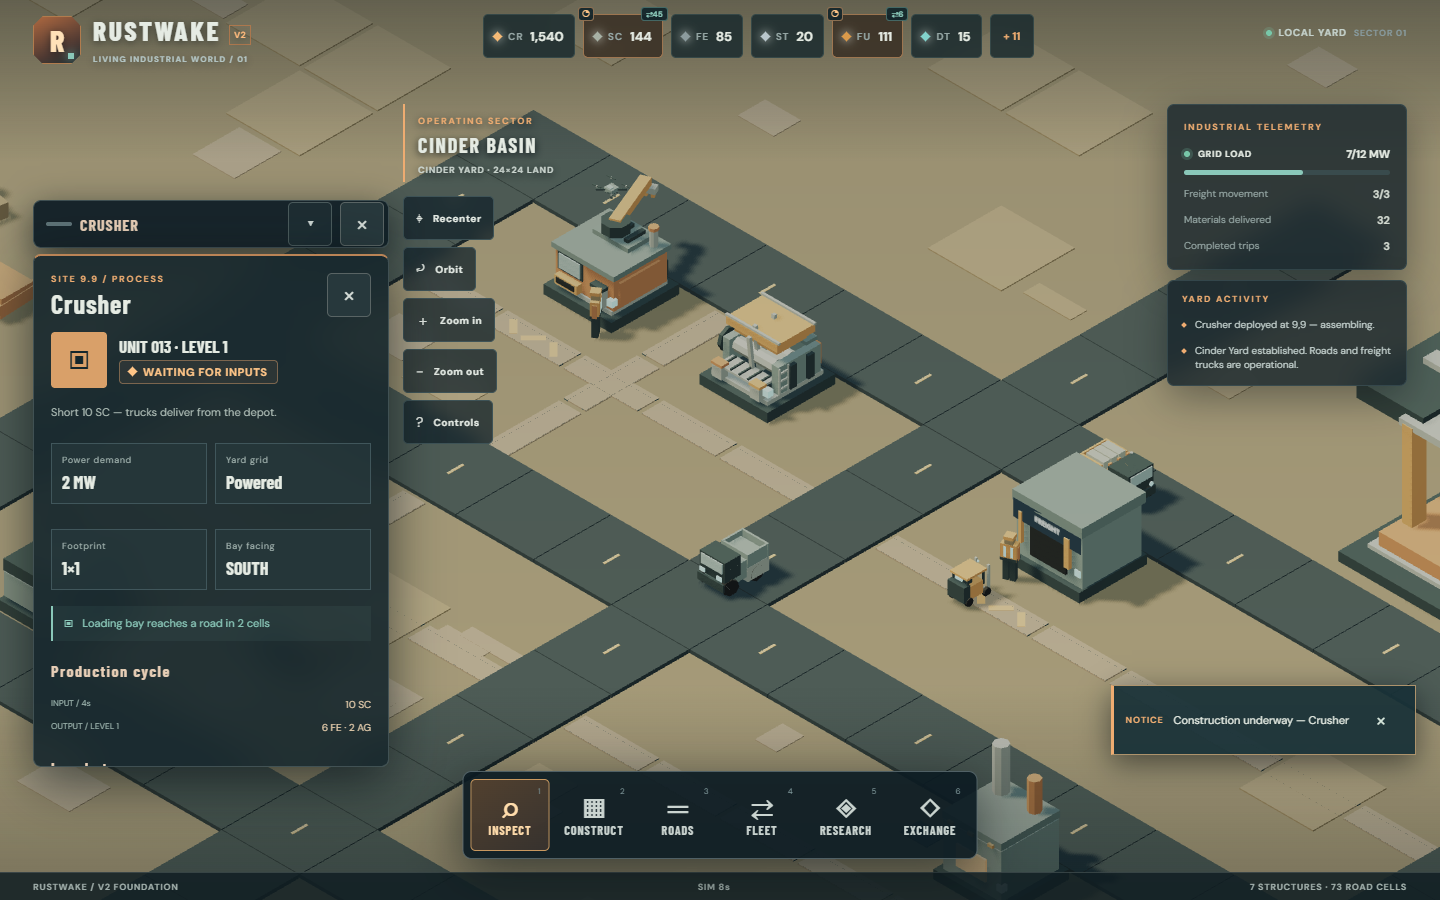 R
RUSTWAKE V2
LIVING INDUSTRIAL WORLD / 01
CR 1,540
SC 144
45
FE 85
ST 20
FU 111
6
DT 15
+ 11
LOCAL YARD SECTOR 01
OPERATING SECTOR
CINDER BASIN
CINDER YARD · 24×24 LAND
Recenter
Orbit
Zoom in
Zoom out
Controls
CRUSHER
SITE 9.9 / PROCESS
Crusher
UNIT 013 · LEVEL 1
WAITING FOR INPUTS
Short 10 SC — trucks deliver from the depot.
Power demand
2 MW
Yard grid
Powered
Footprint
1×1
Bay facing
SOUTH
Loading bay reaches a road in 2 cells
Production cycle
INPUT / 4s 10 SC
OUTPUT / LEVEL 1 6 FE · 2 AG
INDUSTRIAL TELEMETRY
GRID LOAD 7/12 MW
Freight movement 3/3
Materials delivered 32
Completed trips 3
YARD ACTIVITY
Crusher deployed at 9,9 — assembling.
Cinder Yard established. Roads and freight
trucks are operational.
FREIGHT
NOTICE Construction underway — Crusher
1
INSPECT
2
CONSTRUCT
3
ROADS
4
FLEET
5
RESEARCH
6
EXCHANGE
RUSTWAKE / V2 FOUNDATION
SIM 8s
7 STRUCTURES · 73 ROAD CELLS